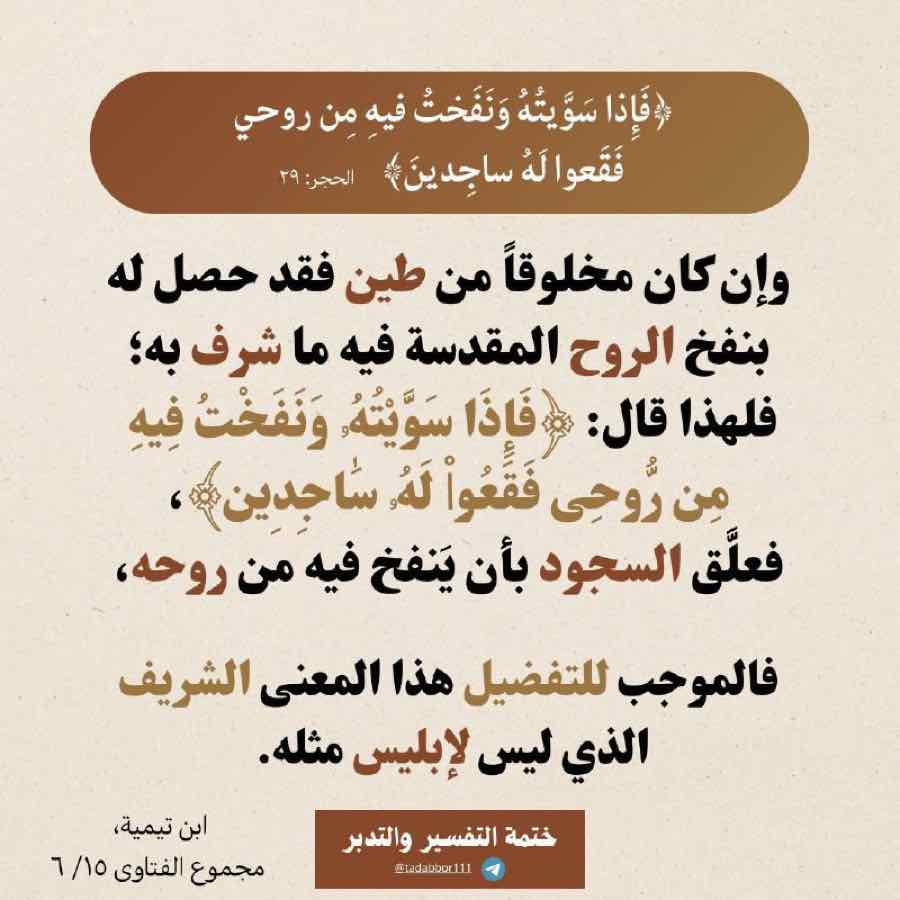 ﴿فَإِذا سَوَّيتُهُ وَنَفَختُ فيهِ مِن روحي
فَقَعوا لَهُ ساجِدينَ﴾ الحجر: ٢٩
وإن كان مخلوقاً من طين فقد حصل له
بنفخ الروح المقدسة فيه ما شرف به؛
فلهذا قال: ﴿فَإِذَا سَوَّيْتُهُۥ وَنَفَخْتُ فِيهِ
مِن رُّوحِى فَقَعُوا۟ لَهُۥ سَٰاجِدِين﴾،
فعلَّق السجود بأن يَنفخ فيه من روحه،
فالموجب للتفضيل هذا المعنى الشريف
الذي ليس لإبليس مثله.
ابن تيمية،
مجموع الفتاوى ١٥/ ٦
ختمة التفسير والتدبر
@tadabbor111